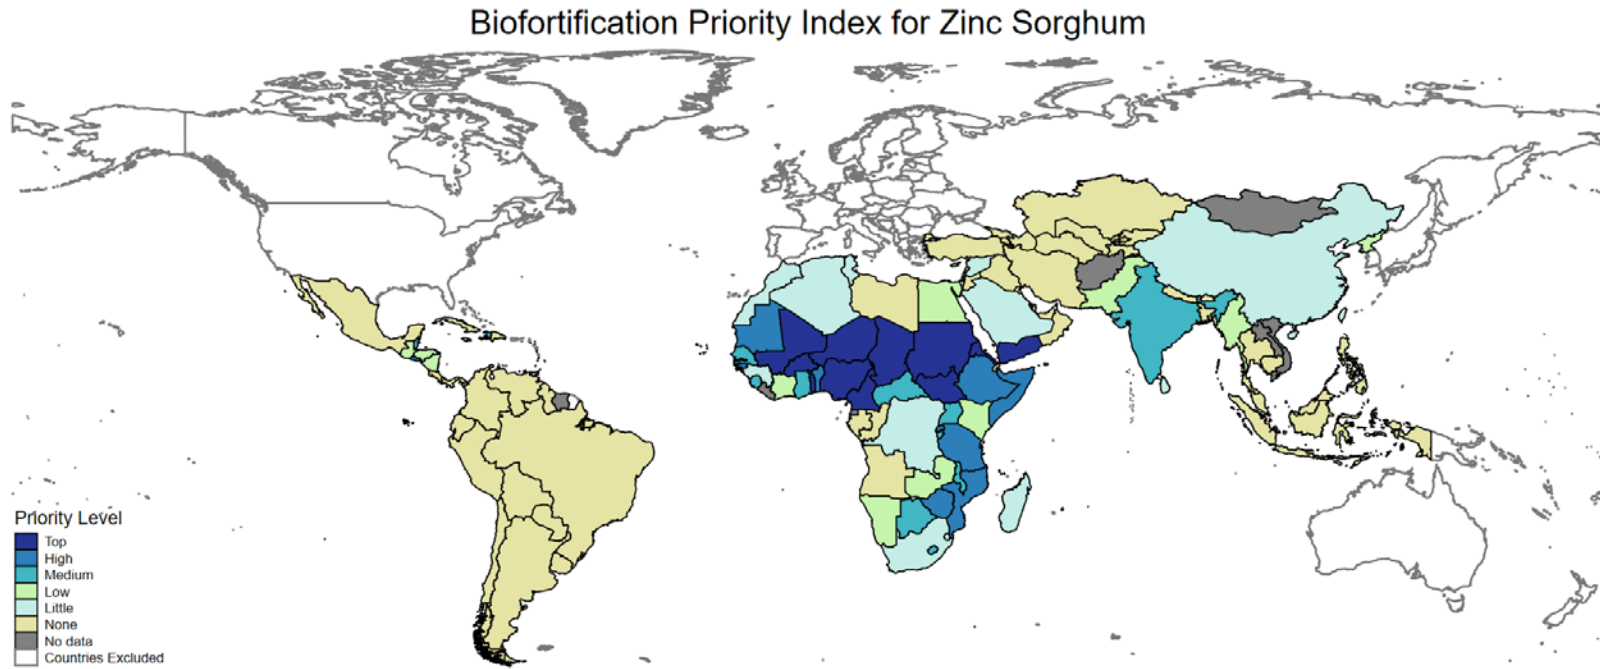 Biofortification Priority Index for Zinc Sorghum
Priority Level
Top
High
Medium
Low
Little
None
No data
Countries Excluded